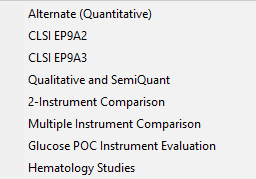 Alternate (Quantitative)
CLSI EP9A2
CLSI EP9A3
Qualitative and SemiQuant
2-Instrument Comparison
Multiple Instrument Comparison
Glucose POC Instrument Evaluation
Hematology Studies